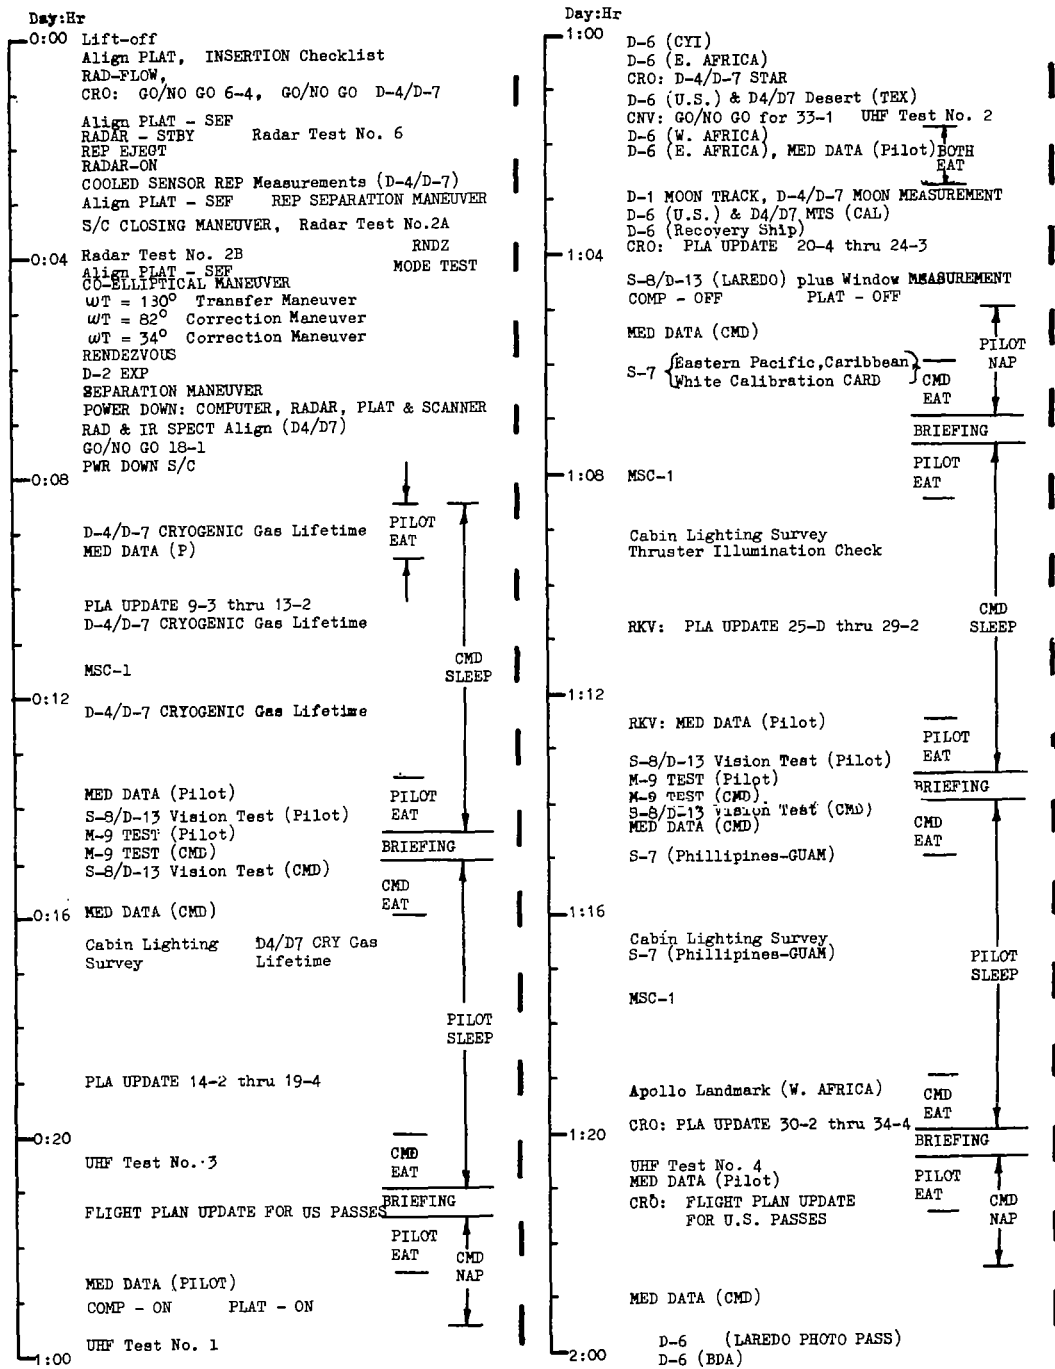 Day:Hr
0:00 Lift-off
Align PLAT, INSERTION Checklist
RAD-FLOW,
CRO: GO/NO GO 6-4, GO/NO GO D-4/D-7
Align PLAT - SEF
RADAR - STBY Radar Test No. 6
REP EJECT
RADAR-ON
COOLED SENSOR REP Measurements (D-4/D-7)
Align PLAT - SEF REP SEPARATION MANEUVER
S/C CLOSING MANEUVER, Radar Test No.2A
RNDZ
MODE TEST
0:04 Radar Test No. 2B
Align PLAT - SEF
CO-ELLIPTICAL MANEUVER
ωT = 130° Transfer Maneuver
ωT = 82° Correction Maneuver
ωT = 34° Correction Maneuver
RENDEZVOUS
D-2 EXP
SEPARATION MANEUVER
POWER DOWN: COMPUTER, RADAR, PLAT & SCANNER
RAD & IR SPECT Align (D4/D7)
GO/NO GO 18-1
PWR DOWN S/C
0:08
PILOT
EAT
D-4/D-7 CRYOGENIC Gas Lifetime
MED DATA (P)
PLA UPDATE 9-3 thru 13-2
D-4/D-7 CRYOGENIC Gas Lifetime
CMD
SLEEP
MSC-1
0:12
D-4/D-7 CRYOGENIC Gas Lifetime
MED DATA (Pilot)
PILOT
EAT
S-8/D-13 Vision Test (Pilot)
M-9 TEST (Pilot)
BRIEFING
M-9 TEST (CMD)
S-8/D-13 Vision Test (CMD)
CMD
EAT
0:16 MED DATA (CMD)
Cabin Lighting D4/D7 CRY Gas
Survey Lifetime
PILOT
SLEEP
PLA UPDATE 14-2 thru 19-4
0:20
CMD
EAT
UHF Test No. 3
BRIEFING
FLIGHT PLAN UPDATE FOR US PASSES
PILOT
EAT
CMD
NAP
MED DATA (PILOT)
COMP - ON PLAT - ON
UHF Test No. 1
1:00
Day:Hr
1:00
D-6 (CYI)
D-6 (E. AFRICA)
CRO: D-4/D-7 STAR
D-6 (U.S.) & D4/D7 Desert (TEX)
CNV: GO/NO GO for 33-1 UHF Test No. 2
D-6 (W. AFRICA)
D-6 (E. AFRICA), MED DATA (Pilot)
BOTH
EAT
D-1 MOON TRACK, D-4/D-7 MOON MEASUREMENT
D-6 (U.S.) & D4/D7 MTS (CAL)
D-6 (Recovery Ship)
1:04 CRO: PLA UPDATE 20-4 thru 24-3
S-8/D-13 (LAREDO) plus Window MEASUREMENT
COMP - OFF PLAT - OFF
MED DATA (CMD)
PILOT
NAP
S-7 {Eastern Pacific, Caribbean
White Calibration CARD}
CMD
EAT
BRIEFING
1:08 MSC-1
PILOT
EAT
Cabin Lighting Survey
Thruster Illumination Check
CMD
SLEEP
RKV: PLA UPDATE 25-D thru 29-2
1:12
RKV: MED DATA (Pilot)
PILOT
EAT
S-8/D-13 Vision Test (Pilot)
M-9 TEST (Pilot)
BRIEFING
M-9 TEST (CMD)
S-8/D-13 Vision Test (CMD)
MED DATA (CMD)
CMD
EAT
S-7 (Phillipines-GUAM)
1:16
Cabin Lighting Survey
S-7 (Phillipines-GUAM)
PILOT
SLEEP
MSC-1
Apollo Landmark (W. AFRICA)
CMD
EAT
CRO: PLA UPDATE 30-2 thru 34-4
1:20
BRIEFING
UHF Test No. 4
MED DATA (Pilot)
PILOT
EAT
CRO: FLIGHT PLAN UPDATE
FOR U.S. PASSES
CMD
NAP
MED DATA (CMD)
D-6 (LAREDO PHOTO PASS)
2:00
D-6 (BDA)